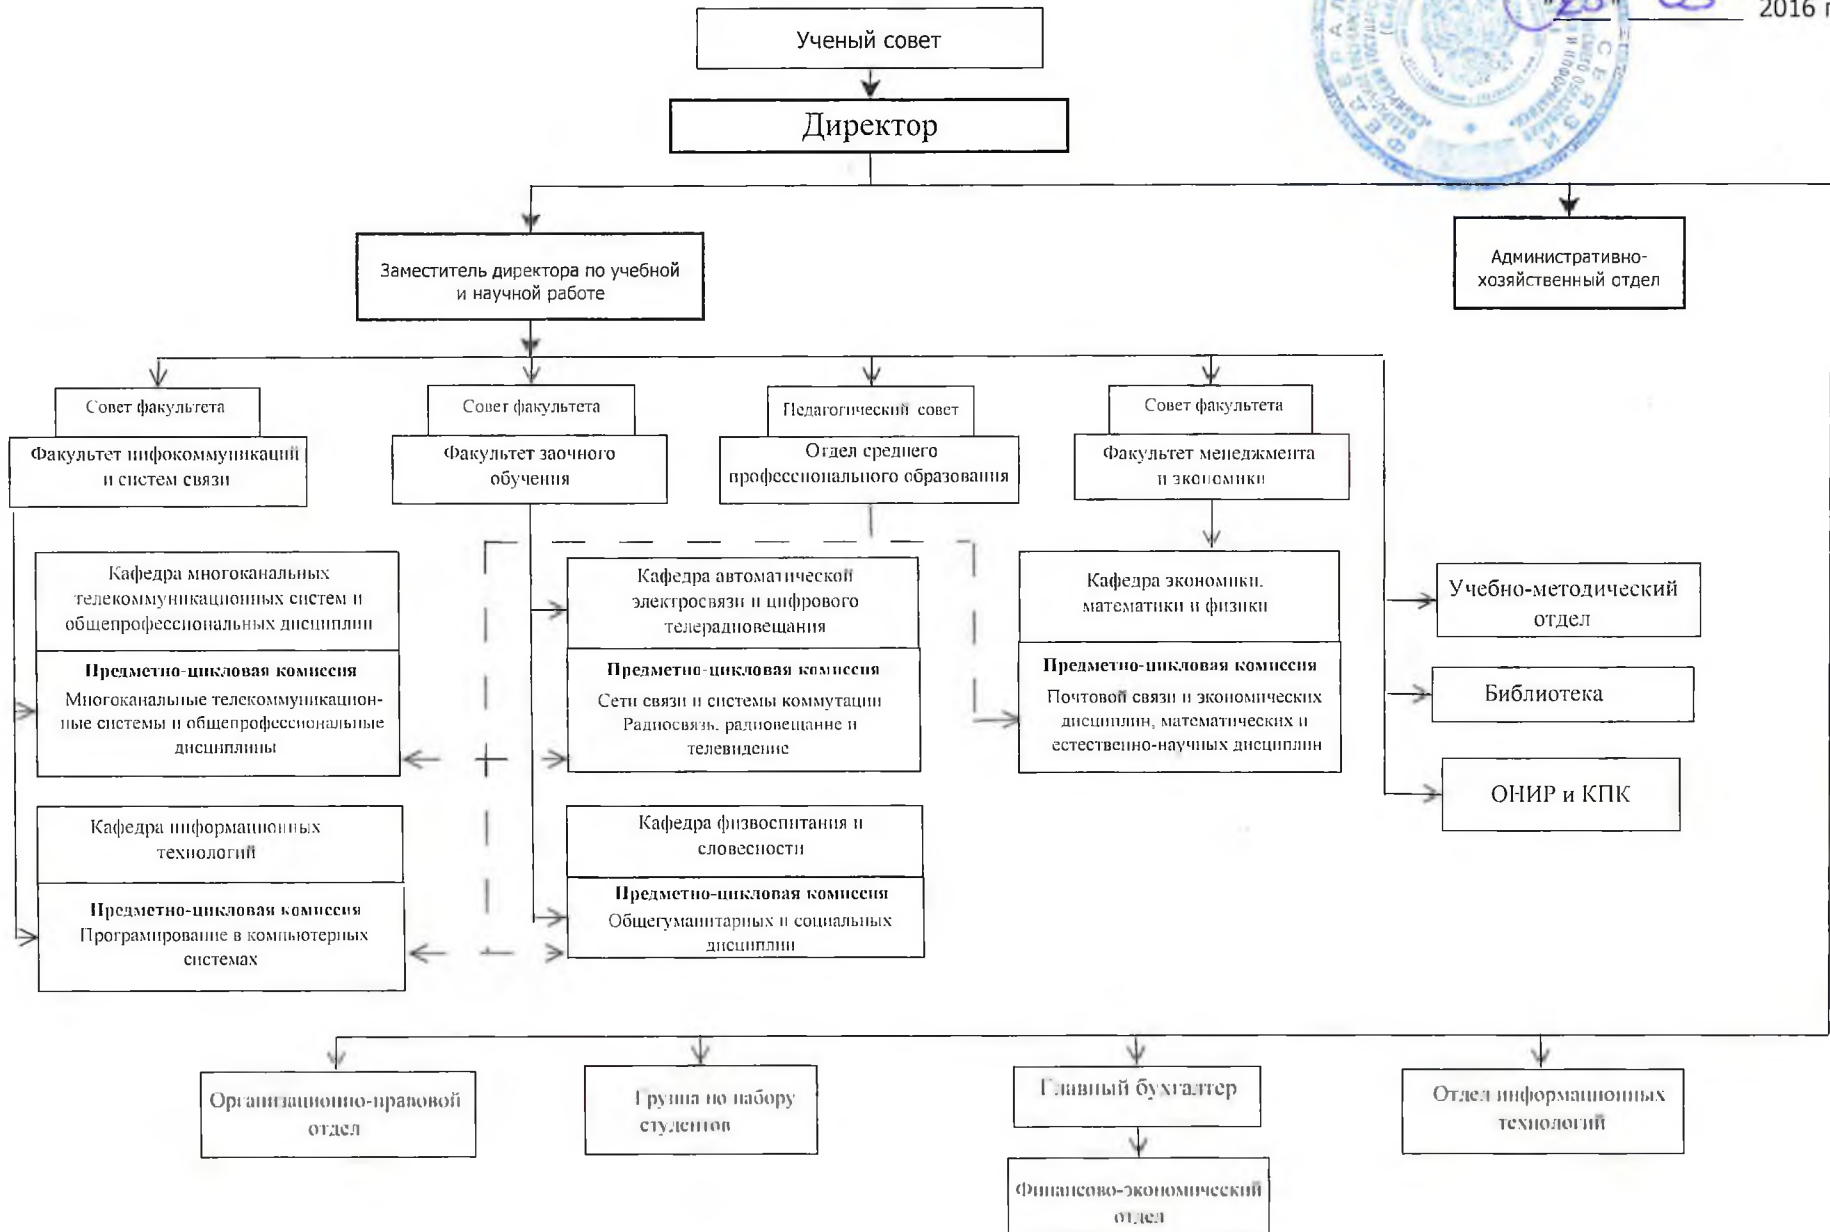 2016 г
Ученый совет
Директор
Заместитель директора по учебной
и научной работе
Административно-
хозяйственный отдел
Совет факультета
Факультет инфокоммуникаций
и систем связи
Совет факультета
Факультет заочного
обучения
Педагогический совет
Отдел среднего
профессионального образования
Совет факультета
Факультет менеджмента
и экономики
Кафедра многоканальных
телекоммуникационных систем и
общепрофессиональных дисциплин
Предметно-цикловая комиссия
Многоканальные телекоммуникацион-
ные системы и общепрофессиональные
дисциплины
Кафедра информационных
технологий
Предметно-цикловая комиссия
Програмирование в компьютерных
системах
Кафедра автоматической
электросвязи и цифрового
телерадиовещания
Предметно-цикловая комиссия
Сети связи и системы коммутации
Радиосвязь, радиовещание и
телевидение
Кафедра физвоспитания и
словесности
Предметно-цикловая комиссия
Общегуманитарных и социальных
дисциплин
Кафедра экономики,
математики и физики
Предметно-цикловая комиссия
Почтовой связи и экономических
дисциплин, математических и
естественно-научных дисциплин
Учебно-методический
отдел
Библиотека
ОНИР и КПК
Организационно-правовой
отдел
Группа по набору
студентов
Главный бухгалтер
Финансово-экономический
отдел
Отдел информационных
технологий